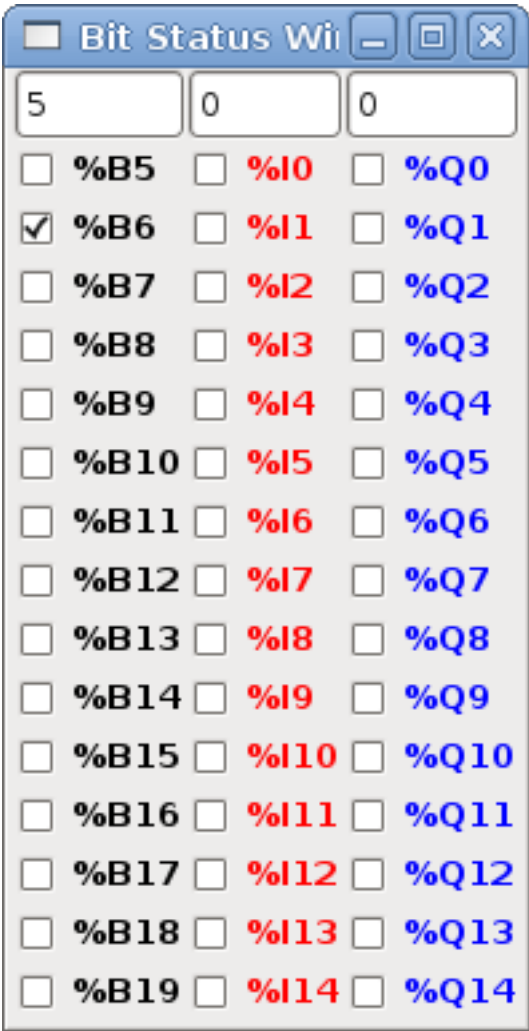 Bit Status Wi
5 0 0
%B5 %I0 %Q0
%B6 %I1 %Q1
%B7 %I2 %Q2
%B8 %I3 %Q3
%B9 %I4 %Q4
%B10 %I5 %Q5
%B11 %I6 %Q6
%B12 %I7 %Q7
%B13 %I8 %Q8
%B14 %I9 %Q9
%B15 %I10 %Q10
%B16 %I11 %Q11
%B17 %I12 %Q12
%B18 %I13 %Q13
%B19 %I14 %Q14